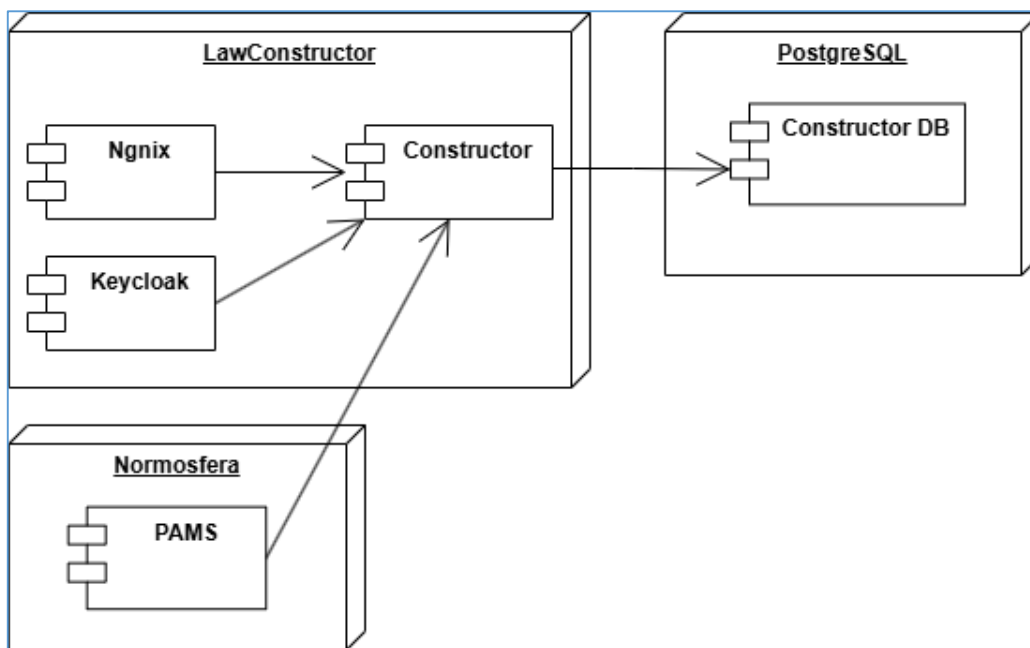 LawConstructor
Ngnix
Constructor
Keycloak
PostgreSQL
Constructor DB
Normosfera
PAMS